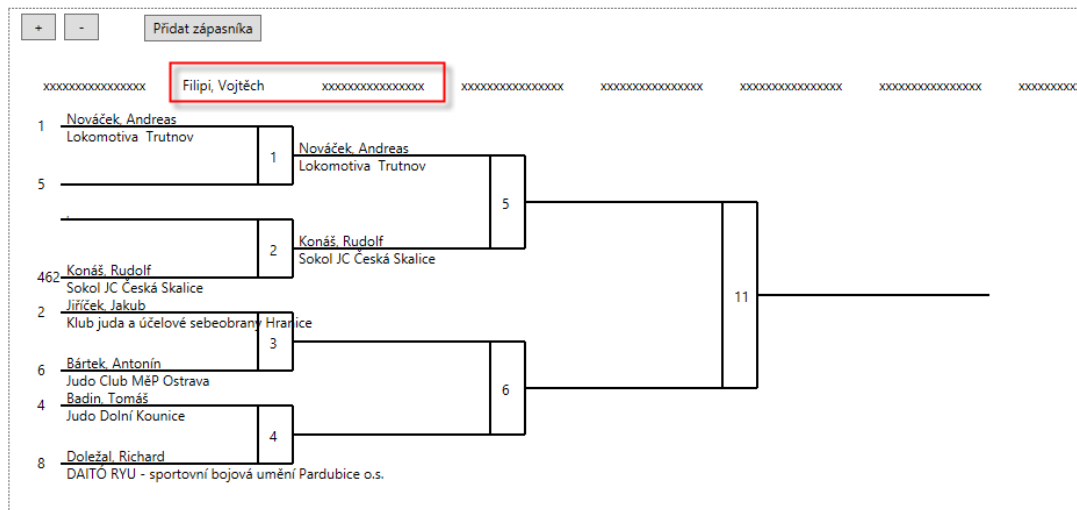 + - Přidat zápasníka
xxxxxxxxxxxxxxxx Filipi, Vojtěch xxxxxxxxxxxxxxxx xxxxxxxxxxxxxxxx xxxxxxxxxxxxxxxx xxxxxxxxxxxxxxxx xxxxxxxxxxxxxxxx xxxxxxxxx
1 Nováček, Andreas
Lokomotiva Trutnov
1
Nováček, Andreas
Lokomotiva Trutnov
5
5
.
2
Konáš, Rudolf
Sokol JC Česká Skalice
462 Konáš, Rudolf
Sokol JC Česká Skalice
11
2 Jiříček, Jakub
Klub juda a účelové sebeobrany Hranice
3
6 Bártek, Antonín
Judo Club MěP Ostrava
6
4 Badin, Tomáš
Judo Dolní Kounice
4
8 Doležal, Richard
DAITÓ RYU - sportovní bojová umění Pardubice o.s.